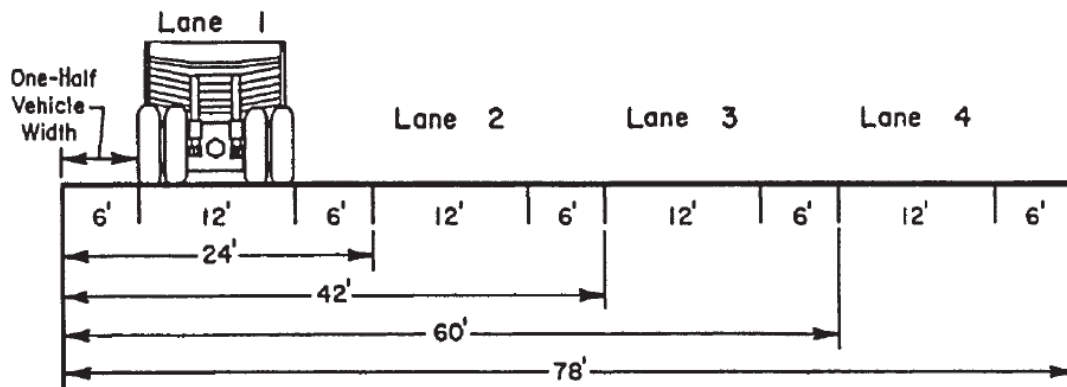 Lane 1
One-Half
Vehicle
Width
Lane 2
Lane 3
Lane 4
6' 12' 6' 12' 6' 12' 6' 12' 6'
24'
42'
60'
78'